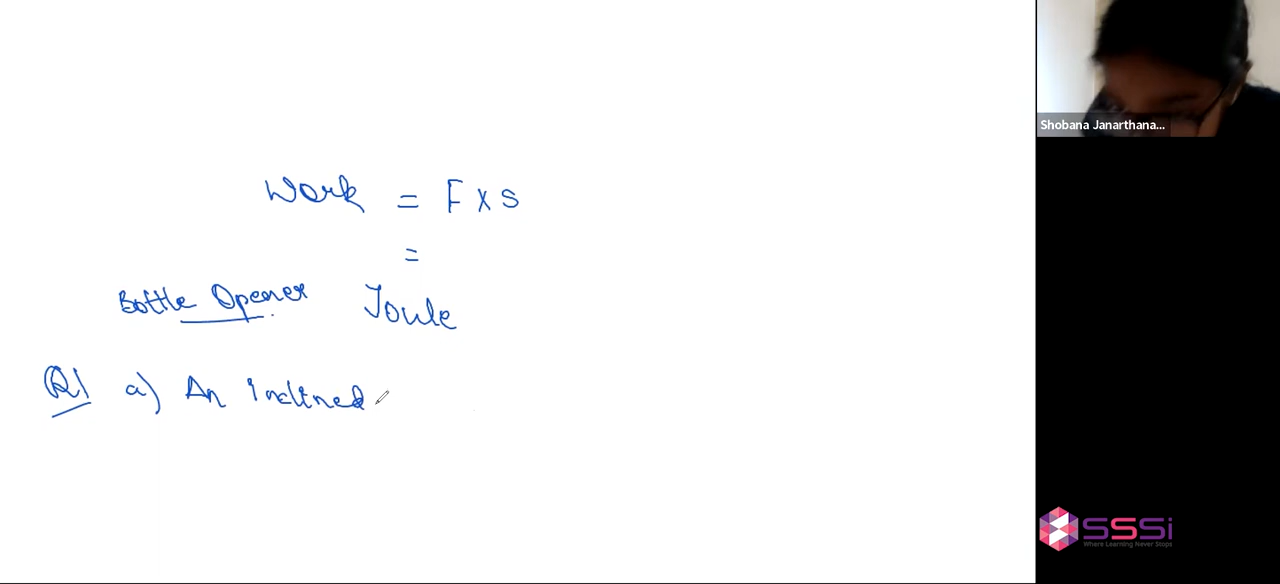 Work = F x s
=
Bottle Opener Joule
Q1 a) An Inclined
Shobana Janarthana...
SSSi
Where Learning Never Stops